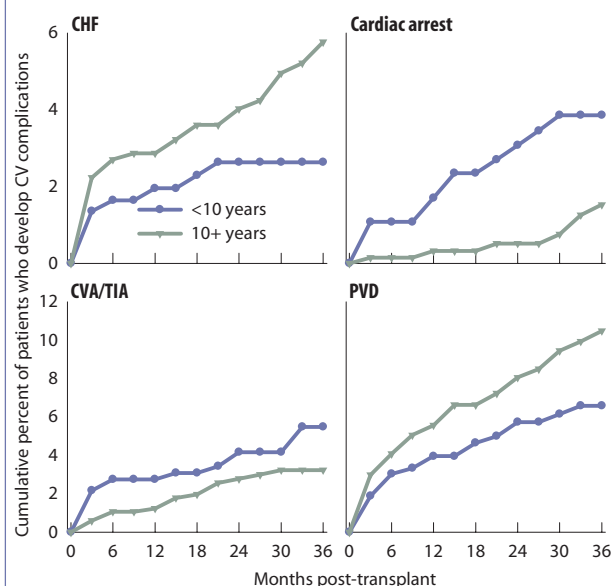 CHF
Cardiac arrest
Cumulative percent of patients who develop CV complications
6
4
2
0
<10 years
10+ years
CVA/TIA
PVD
12
10
8
6
4
2
0
0 6 12 18 24 30 36
0 6 12 18 24 30 36
Months post-transplant